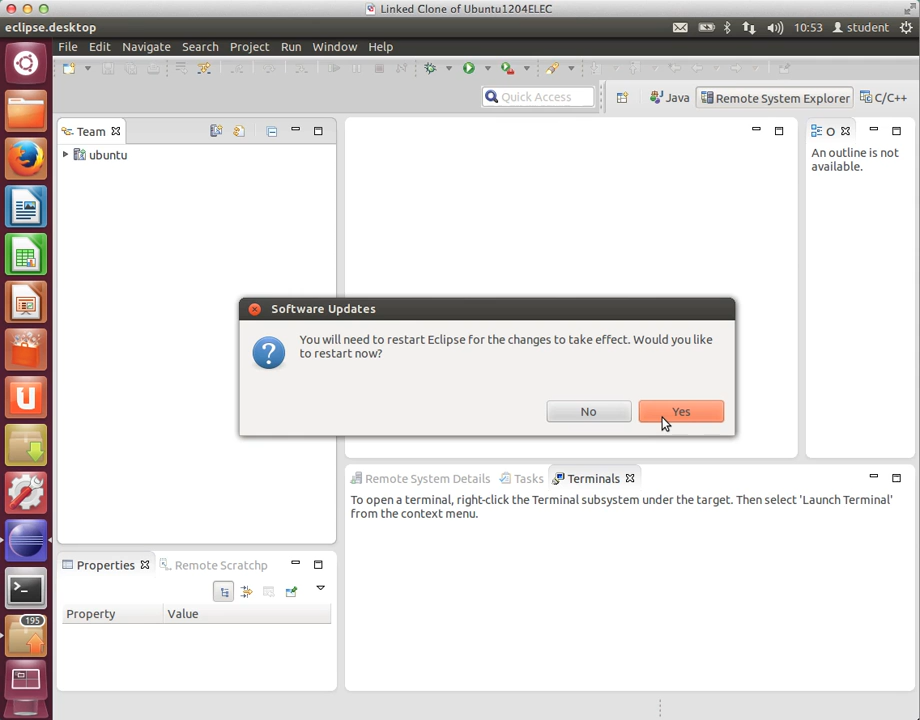 Linked Clone of Ubuntu1204ELEC
eclipse.desktop
10:53
student
File Edit Navigate Search Project Run Window Help
Quick Access
Java
Remote System Explorer
C/C++
Team
O
ubuntu
An outline is not
available.
Software Updates
You will need to restart Eclipse for the changes to take effect. Would you like
to restart now?
No
Yes
Remote System Details
Tasks
Terminals
To open a terminal, right-click the Terminal subsystem under the target. Then select 'Launch Terminal'
from the context menu.
Properties
Remote Scratchp
Property
Value
195